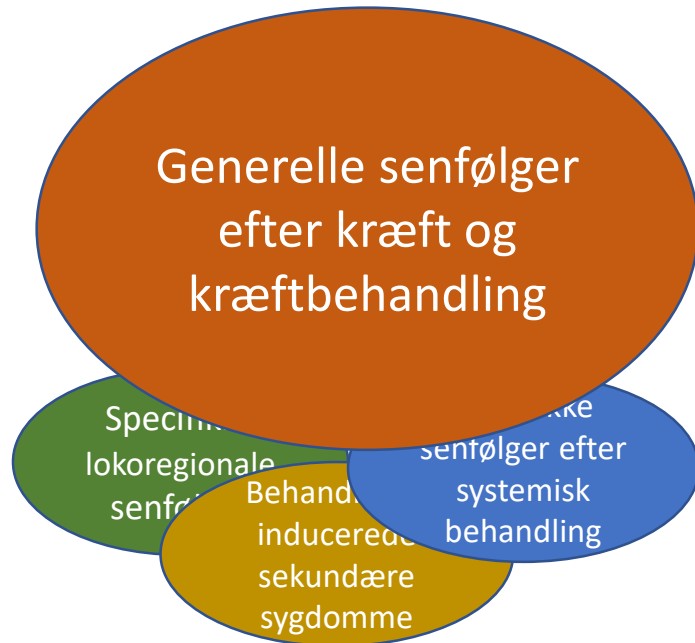 Generelle senfølger
efter kræft og
kræftbehandling
lokoregionale
senfølger efter
systemisk
behandling
inducerede
sekundære
sygdomme